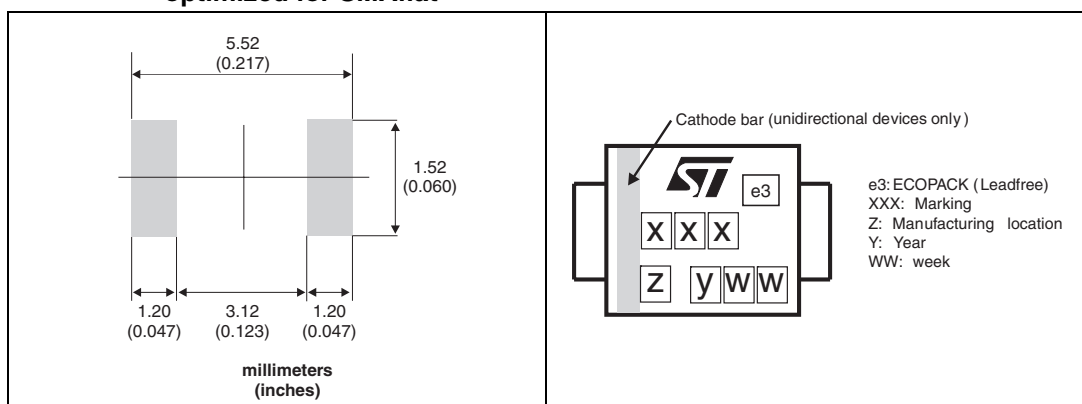 optimized for SMAflat
5.52
(0.217)
1.52
(0.060)
1.20
(0.047)
3.12
(0.123)
1.20
(0.047)
millimeters
(inches)
Cathode bar (unidirectional devices only)
ST
e3
x x x
z y w w
e3: ECOPACK (Leadfree)
XXX: Marking
Z: Manufacturing location
Y: Year
WW: week